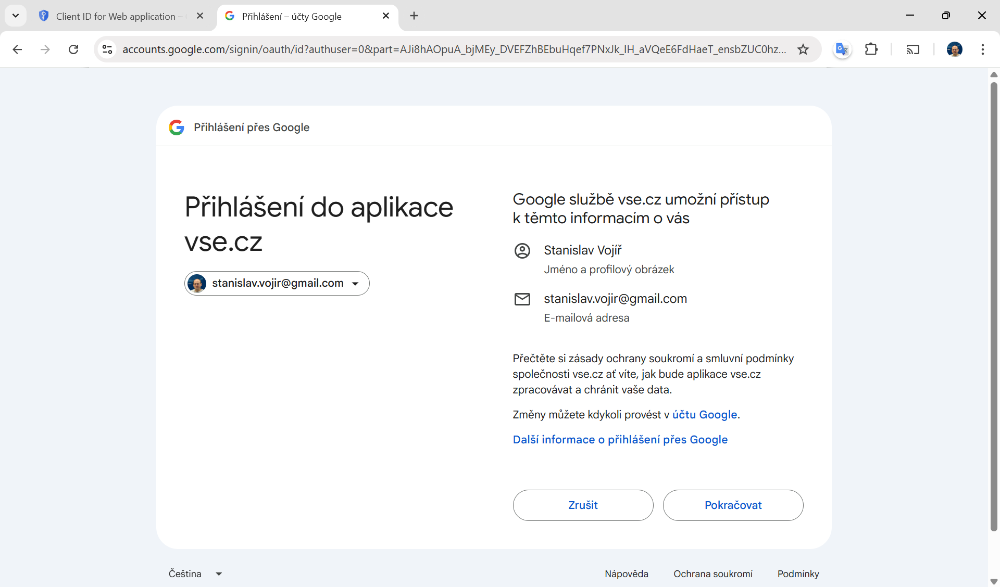 Client ID for Web application –
Přihlášení – účty Google
accounts.google.com/signin/oauth/id?authuser=0&part=AJi8hAOpuA_bjMEy_DVEFZhBEbuHqef7PNxJk_lH_aVQeE6FdHaeT_ensbZUC0hz...
Přihlášení přes Google
Přihlášení do aplikace
vse.cz
stanislav.vojir@gmail.com
Google službě vse.cz umožní přístup
k těmto informacím o vás
Stanislav Vojíř
Jméno a profilový obrázek
stanislav.vojir@gmail.com
E-mailová adresa
Přečtěte si zásady ochrany soukromí a smluvní podmínky
společnosti vse.cz ať víte, jak bude aplikace vse.cz
zpracovávat a chránit vaše data.
Změny můžete kdykoli provést v účtu Google.
Další informace o přihlášení přes Google
Zrušit
Pokračovat
Čeština
Nápověda
Ochrana soukromí
Podmínky